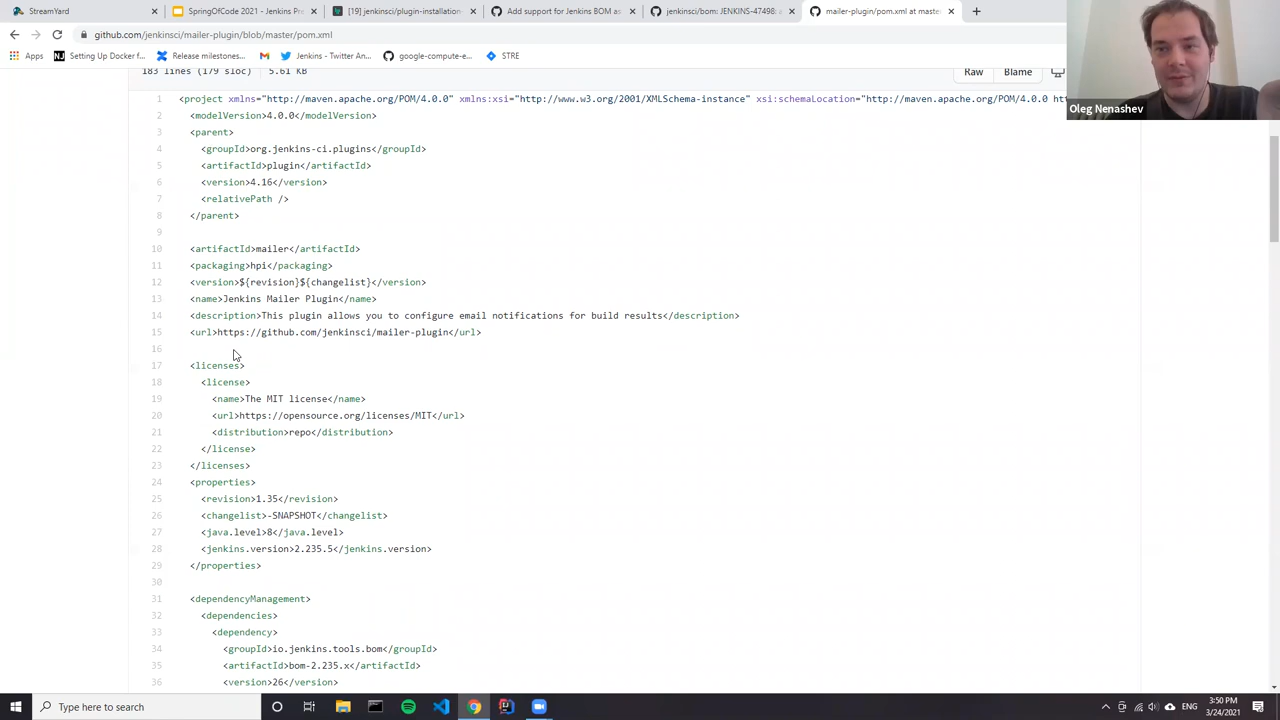 StreamYard
SpringOfCode 2021 - Jenkins Pro
[19] jenkinsci/plugin-installation
Add support for Jenkins BOM as
jenkinsci/bom: JENKINS-47498: a
mailer-plugin/pom.xml at maste
github.com/jenkinsci/mailer-plugin/blob/master/pom.xml
Apps
Setting Up Docker f...
Release milestones...
Jenkins - Twitter An...
google-compute-e...
STRE
183 lines (179 sloc) 5.61 KB
Raw Blame
Oleg Nenashev
1 <project xmlns="http://maven.apache.org/POM/4.0.0" xmlns:xsi="http://www.w3.org/2001/XMLSchema-instance" xsi:schemaLocation="http://maven.apache.org/POM/4.0.0 ht
2 <modelVersion>4.0.0</modelVersion>
3 <parent>
4 <groupId>org.jenkins-ci.plugins</groupId>
5 <artifactId>plugin</artifactId>
6 <version>4.16</version>
7 <relativePath />
8 </parent>
9
10 <artifactId>mailer</artifactId>
11 <packaging>hpi</packaging>
12 <version>${revision}${changelist}</version>
13 <name>Jenkins Mailer Plugin</name>
14 <description>This plugin allows you to configure email notifications for build results</description>
15 <url>https://github.com/jenkinsci/mailer-plugin</url>
16
17 <licenses>
18 <license>
19 <name>The MIT license</name>
20 <url>https://opensource.org/licenses/MIT</url>
21 <distribution>repo</distribution>
22 </license>
23 </licenses>
24 <properties>
25 <revision>1.35</revision>
26 <changelist>-SNAPSHOT</changelist>
27 <java.level>8</java.level>
28 <jenkins.version>2.235.5</jenkins.version>
29 </properties>
30
31 <dependencyManagement>
32 <dependencies>
33 <dependency>
34 <groupId>io.jenkins.tools.bom</groupId>
35 <artifactId>bom-2.235.x</artifactId>
36 <version>26</version>
Type here to search
ENG
3:50 PM
3/24/2021